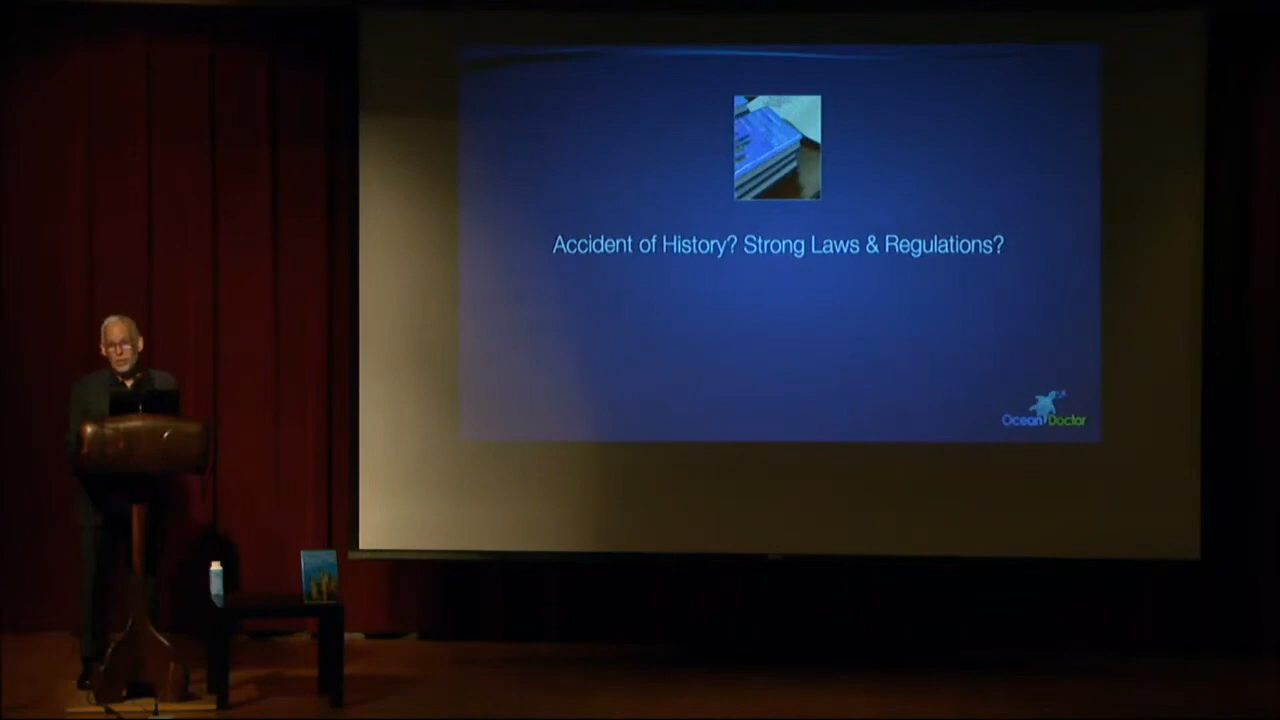 Accident of History? Strong Laws & Regulations?
Ocean Doctor